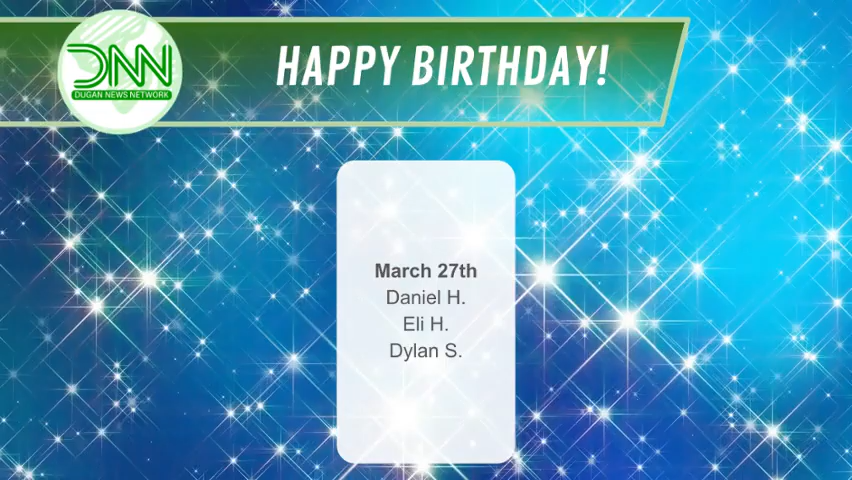 DNN
DUGAN NEWS NETWORK
HAPPY BIRTHDAY!
March 27th
Daniel H.
Eli H.
Dylan S.